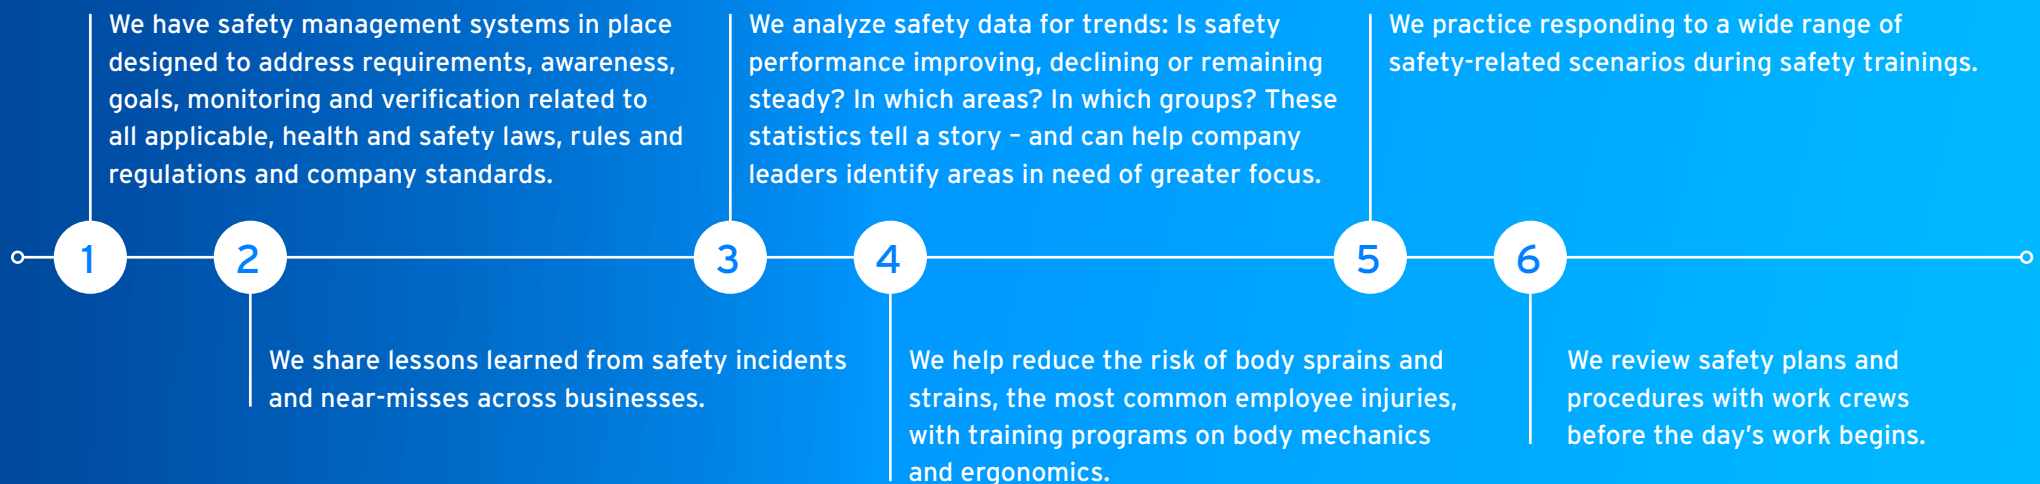 We have safety management systems in place
designed to address requirements, awareness,
goals, monitoring and verification related to
all applicable, health and safety laws, rules and
regulations and company standards.
We analyze safety data for trends: Is safety
performance improving, declining or remaining
steady? In which areas? In which groups? These
statistics tell a story – and can help company
leaders identify areas in need of greater focus.
We practice responding to a wide range of
safety-related scenarios during safety trainings.
1
2
3
4
5
6
We share lessons learned from safety incidents
and near-misses across businesses.
We help reduce the risk of body sprains and
strains, the most common employee injuries,
with training programs on body mechanics
and ergonomics.
We review safety plans and
procedures with work crews
before the day’s work begins.